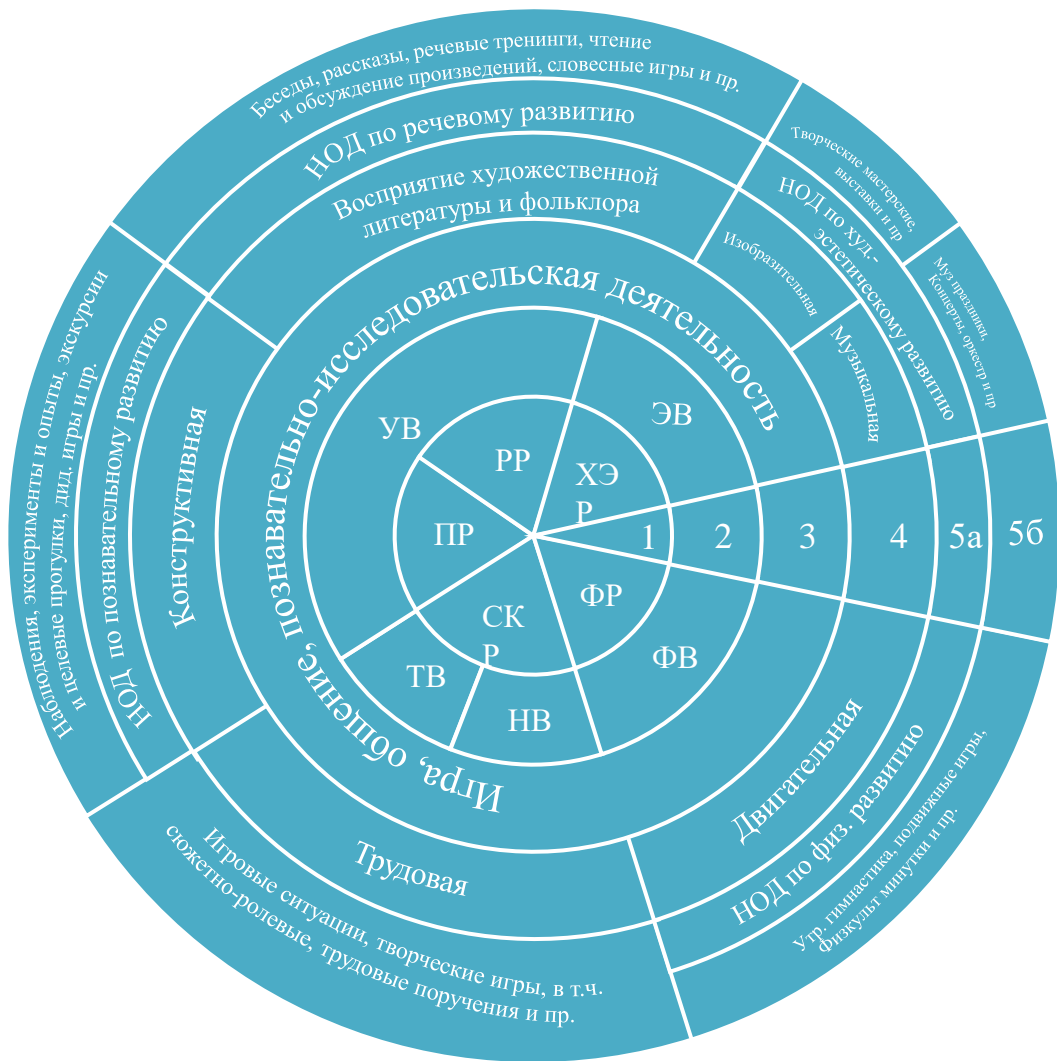 Беседы, рассказы, речевые тренинги, чтение
и обсуждение произведений, словесные игры и пр.
НОД по речевому развитию
Восприятие художественной
литературы и фольклора
Творческие мастерские,
выставки и пр
НОД по худ.-
эстетическому развитию
Изобразительная
Муз праздники,
Концерты, оркестр и пр
Музыкальная
Наблюдения, эксперименты и опыты, экскурсии
и целевые прогулки, дид. игры и пр.
НОД по познавательному развитию
Конструктивная
Игра, общение, познавательно-исследовательская деятельность
УВ
ЭВ
РР
ХЭ
Р
ПР
1
2
3
4
5а
5б
СК
Р
ФР
ТВ
НВ
ФВ
Двигательная
НОД по физ. развитию
Утр. гимнастика, подвижные игры,
Физкульт минутки и пр.
Трудовая
Игровые ситуации, творческие игры, в т.ч.
сюжетно-ролевые, трудовые поручения и пр.